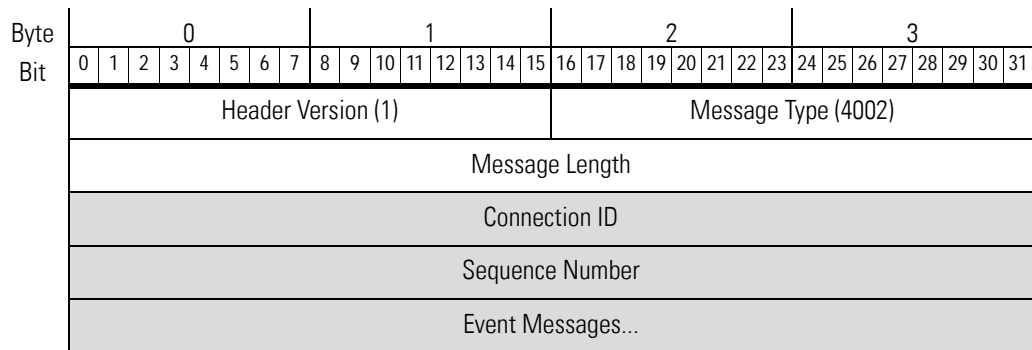 Byte 0 1 2 3
Bit 0 1 2 3 4 5 6 7 8 9 10 11 12 13 14 15 16 17 18 19 20 21 22 23 24 25 26 27 28 29 30 31
Header Version (1) Message Type (4002)
Message Length
Connection ID
Sequence Number
Event Messages...